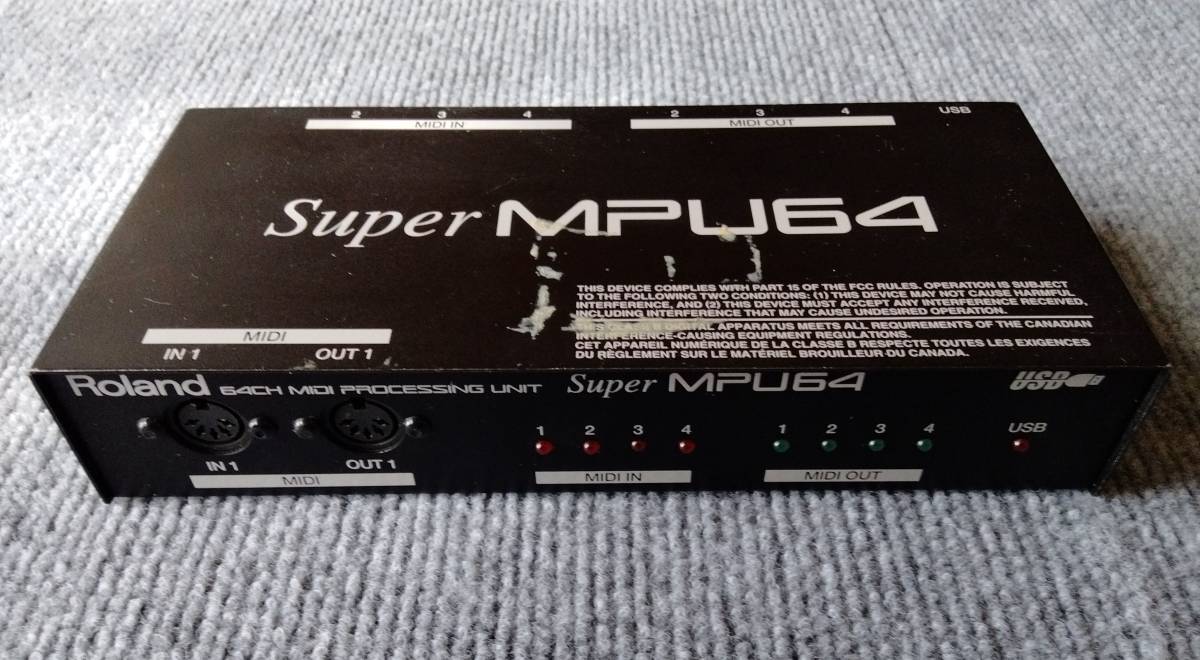 2 3 4 2 3 4 USB
MIDI IN MIDI OUT
Super MPU64
THIS DEVICE COMPLIES WITH PART 15 OF THE FCC RULES. OPERATION IS SUBJECT
TO THE FOLLOWING TWO CONDITIONS: (1) THIS DEVICE MAY NOT CAUSE HARMFUL
INTERFERENCE, AND (2) THIS DEVICE MUST ACCEPT ANY INTERFERENCE RECEIVED,
INCLUDING INTERFERENCE THAT MAY CAUSE UNDESIRED OPERATION.
THIS CLASS B DIGITAL APPARATUS MEETS ALL REQUIREMENTS OF THE CANADIAN
INTERFERENCE-CAUSING EQUIPMENT REGULATIONS.
CET APPAREIL NUMÉRIQUE DE LA CLASSE B RESPECTE TOUTES LES EXIGENCES
DU RÈGLEMENT SUR LE MATÉRIEL BROUILLEUR DU CANADA.
MIDI
IN 1 OUT 1
Roland 64CH MIDI PROCESSING UNIT Super MPU64 USB
1 2 3 4 1 2 3 4 USB
IN 1 OUT 1
MIDI MIDI IN MIDI OUT